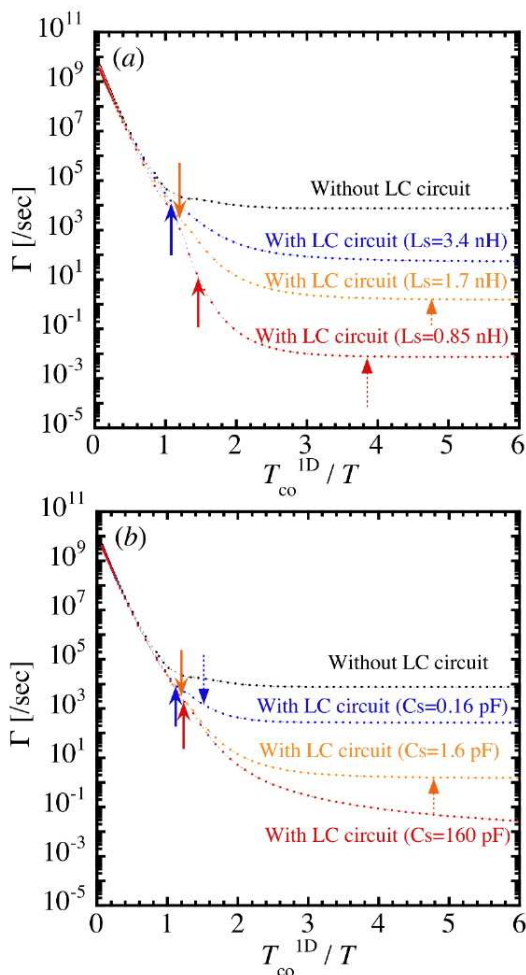 (a)
Γ [/sec]
10^11
10^9
10^7
10^5
10^3
10^1
10^-1
10^-3
10^-5
Without LC circuit
With LC circuit (Ls=3.4 nH)
With LC circuit (Ls=1.7 nH)
With LC circuit (Ls=0.85 nH)
0 1 2 3 4 5 6
T_co^1D / T
(b)
Γ [/sec]
10^11
10^9
10^7
10^5
10^3
10^1
10^-1
10^-3
10^-5
Without LC circuit
With LC circuit (Cs=0.16 pF)
With LC circuit (Cs=1.6 pF)
With LC circuit (Cs=160 pF)
0 1 2 3 4 5 6
T_co^1D / T